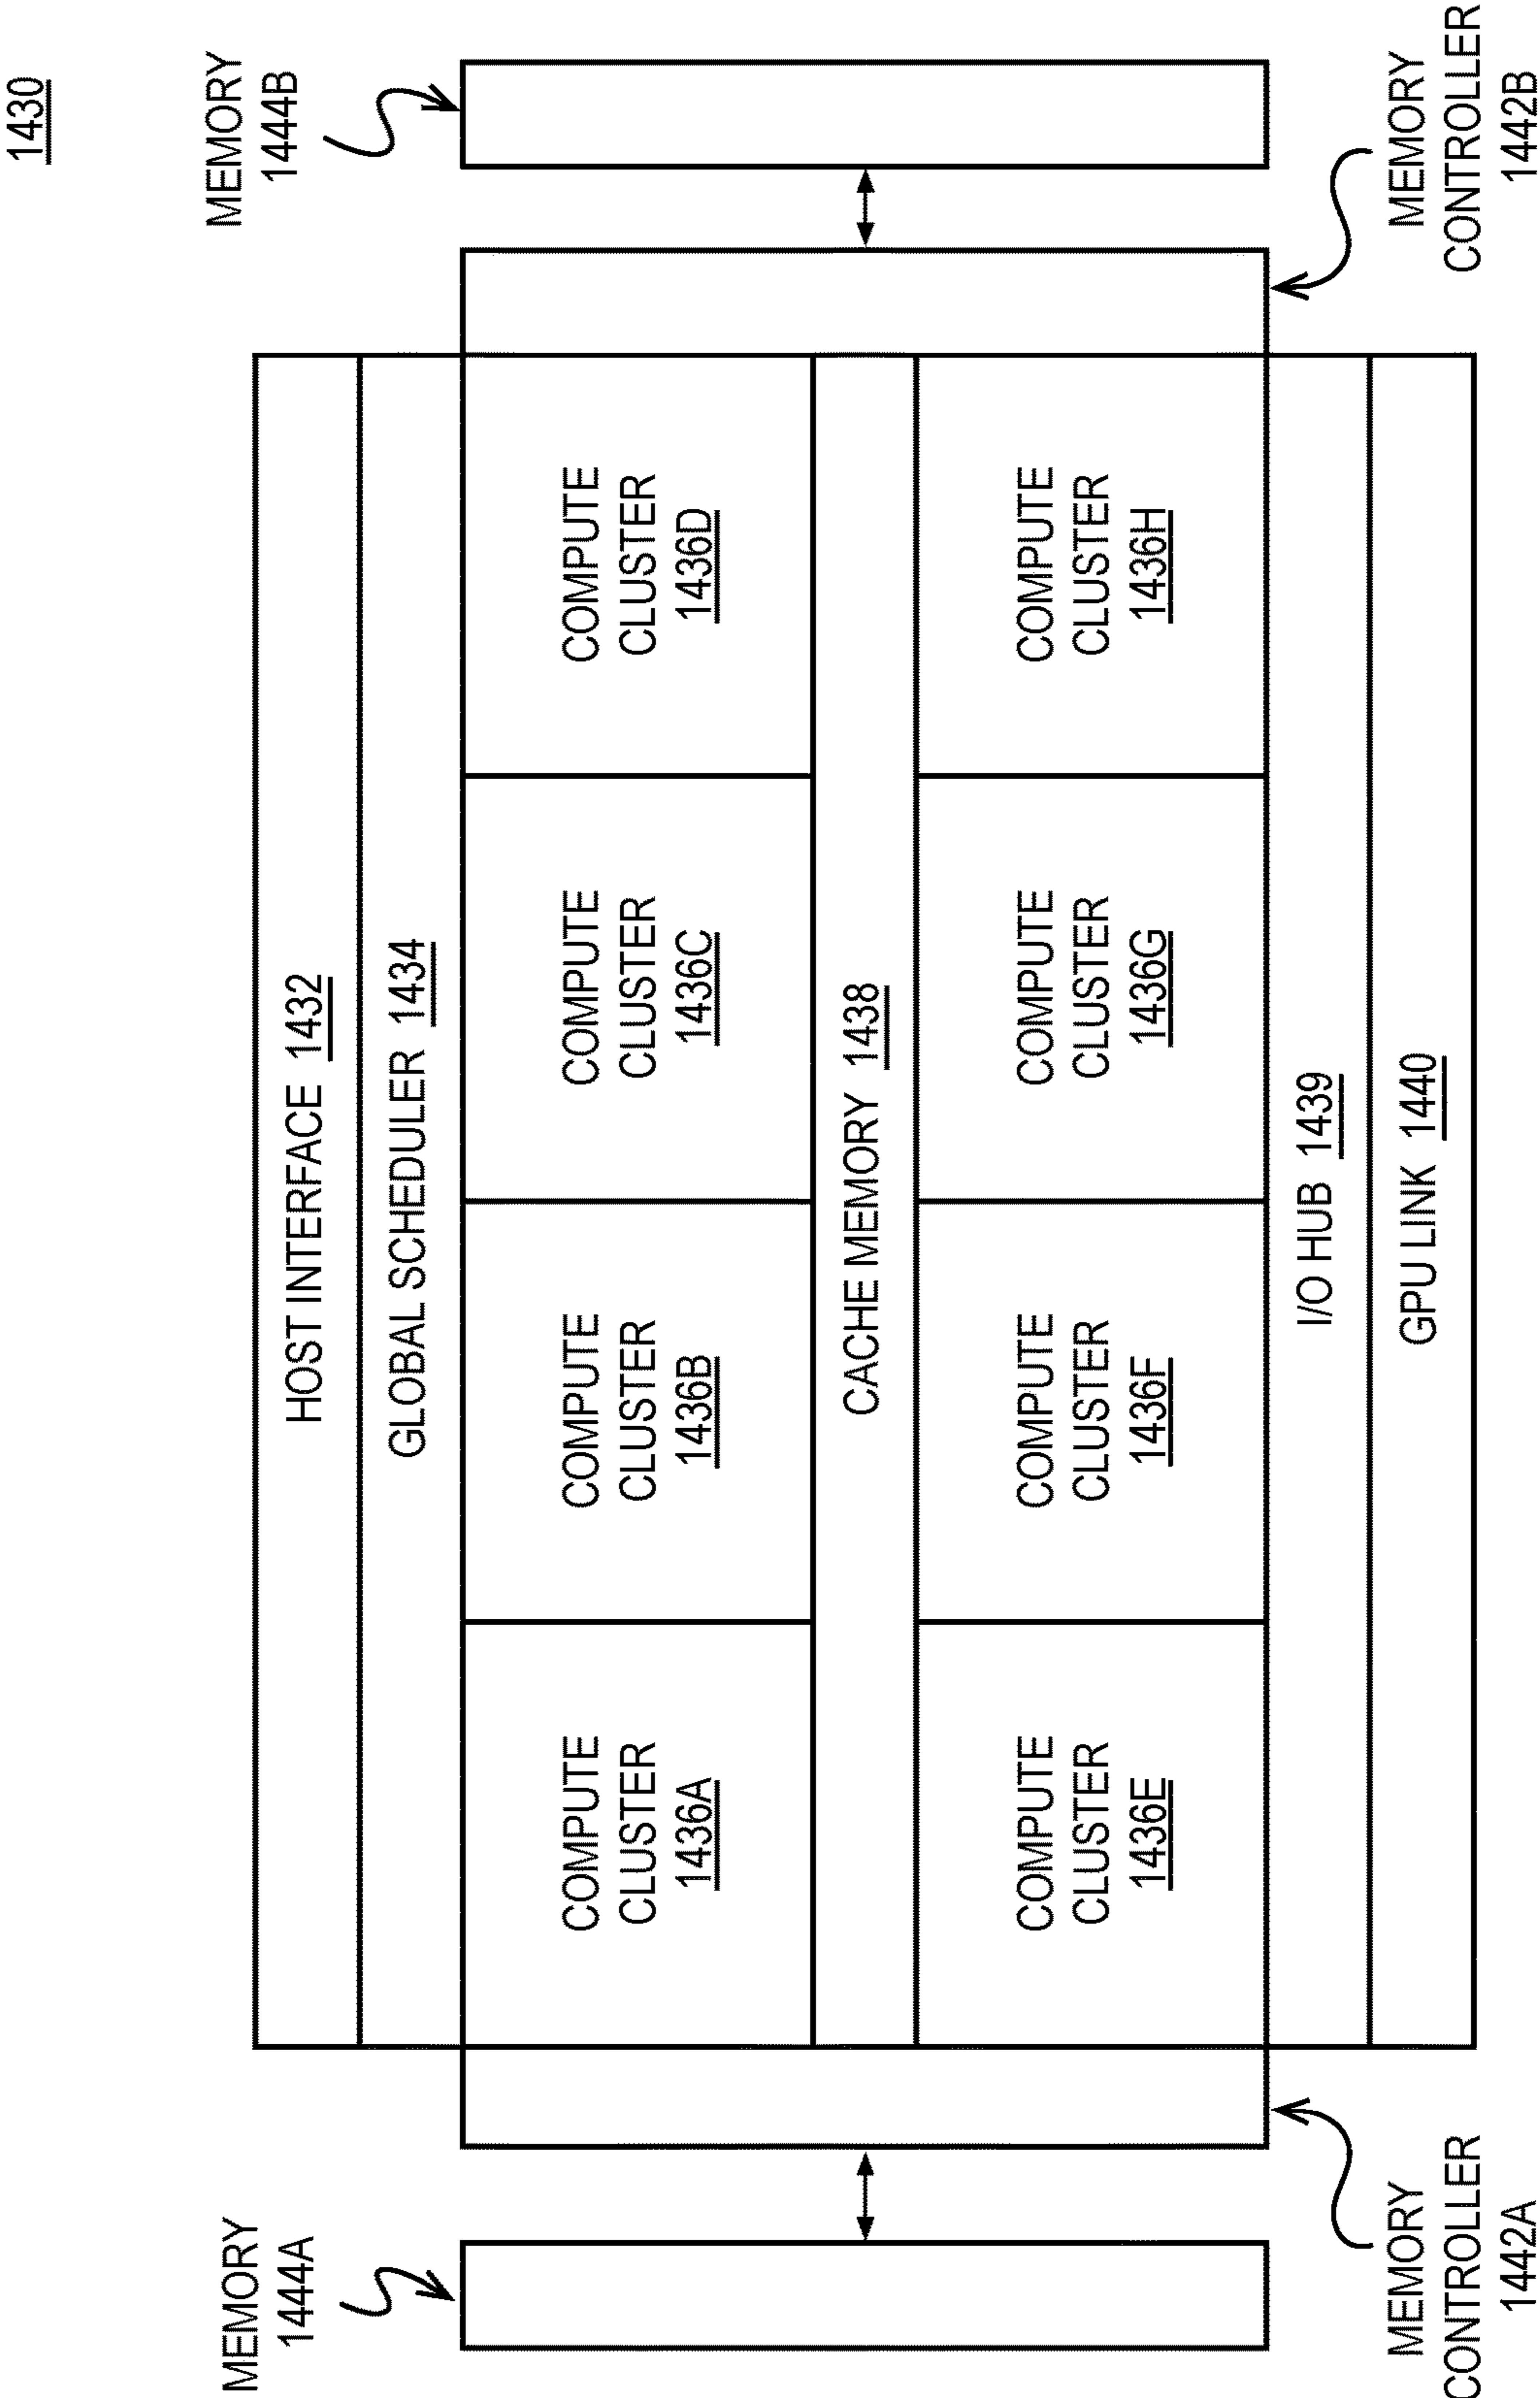 1430
HOST INTERFACE 1432
GLOBAL SCHEDULER 1434
MEMORY
1444A
MEMORY
1444B
COMPUTE
CLUSTER
1436A
COMPUTE
CLUSTER
1436B
COMPUTE
CLUSTER
1436C
COMPUTE
CLUSTER
1436D
CACHE MEMORY 1438
COMPUTE
CLUSTER
1436E
COMPUTE
CLUSTER
1436F
COMPUTE
CLUSTER
1436G
COMPUTE
CLUSTER
1436H
I/O HUB 1439
GPU LINK 1440
MEMORY
CONTROLLER
1442A
MEMORY
CONTROLLER
1442B